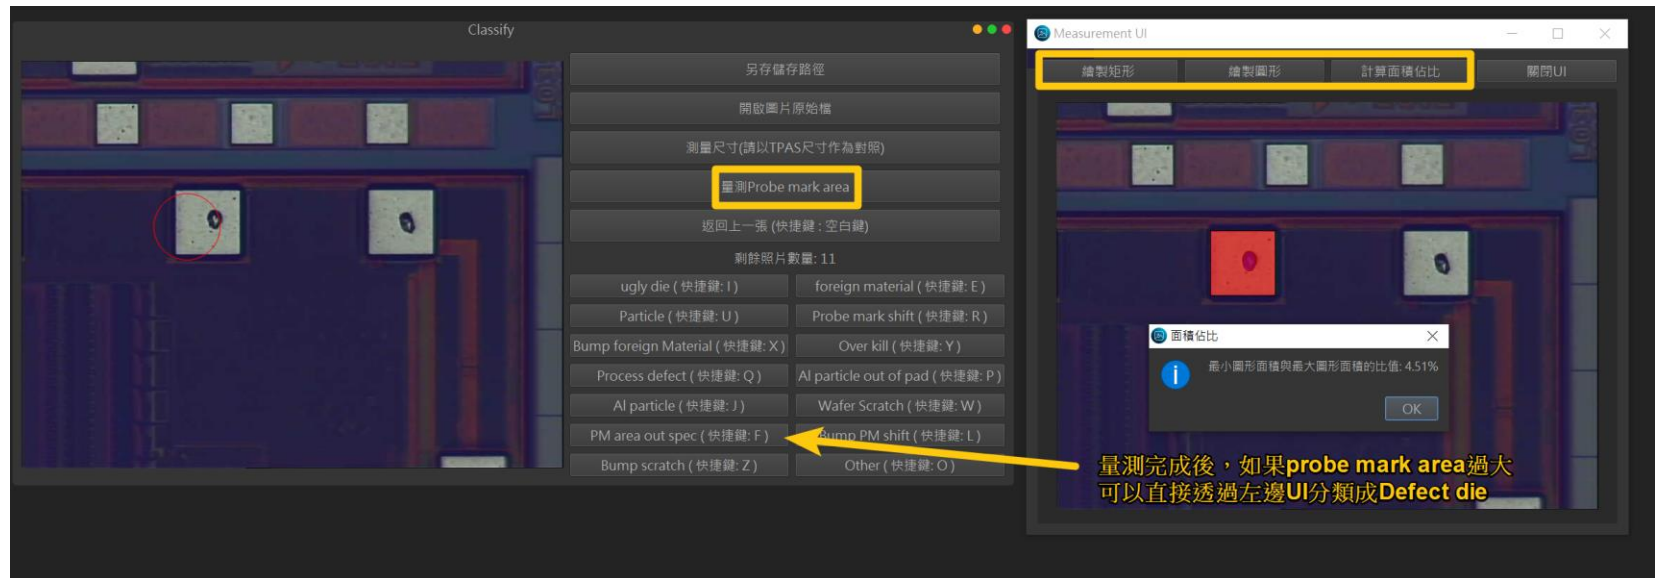 Classify
另存儲存路徑
開啟圖片原始檔
測量尺寸(請以TPAS尺寸作為對照)
量測Probe mark area
返回上一張 (快捷鍵 : 空白鍵)
剩餘照片數量: 11
ugly die ( 快捷鍵: I )
foreign material ( 快捷鍵: E )
Particle ( 快捷鍵: U )
Probe mark shift ( 快捷鍵: R )
Bump foreign Material ( 快捷鍵: X )
Over kill ( 快捷鍵: Y )
Process defect ( 快捷鍵: Q )
Al particle out of pad ( 快捷鍵: P )
Al particle ( 快捷鍵: J )
Wafer Scratch ( 快捷鍵: W )
PM area out spec ( 快捷鍵: F )
Bump PM shift ( 快捷鍵: L )
Bump scratch ( 快捷鍵: Z )
Other ( 快捷鍵: O )
Measurement UI
繪製矩形
繪製圓形
計算面積佔比
關閉UI
面積佔比
最小圖形面積與最大圖形面積的比值: 4.51%
OK
量測完成後，如果probe mark area過大
可以直接透過左邊UI分類成Defect die